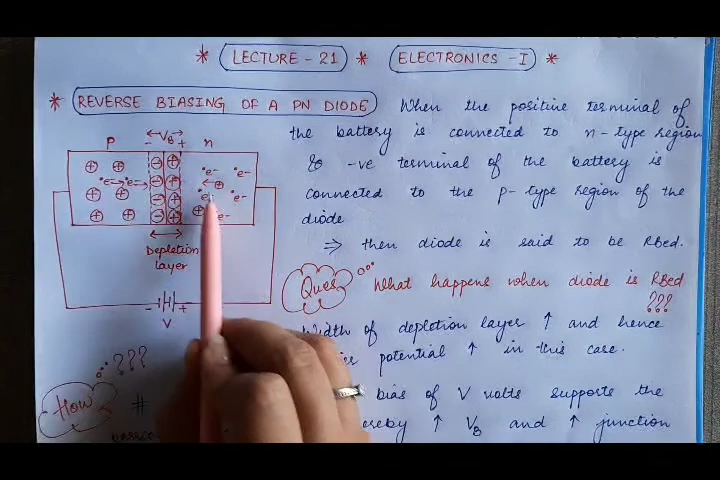 * LECTURE - 21 * ELECTRONICS - I *
* REVERSE BIASING OF A PN DIODE When the positive terminal of
the battery is connected to n-type region
& -ve terminal of the battery is
connected to the p-type region of the
diode
⇒ then diode is said to be RBed.
← VB →
p - + n
Depletion
layer
- +
V
Ques What happens when diode is RBed
???
Width of depletion layer ↑ and hence
potential ↑ in this case.
???
How #
bias of V volts supports the
↑ VB and ↑ junction